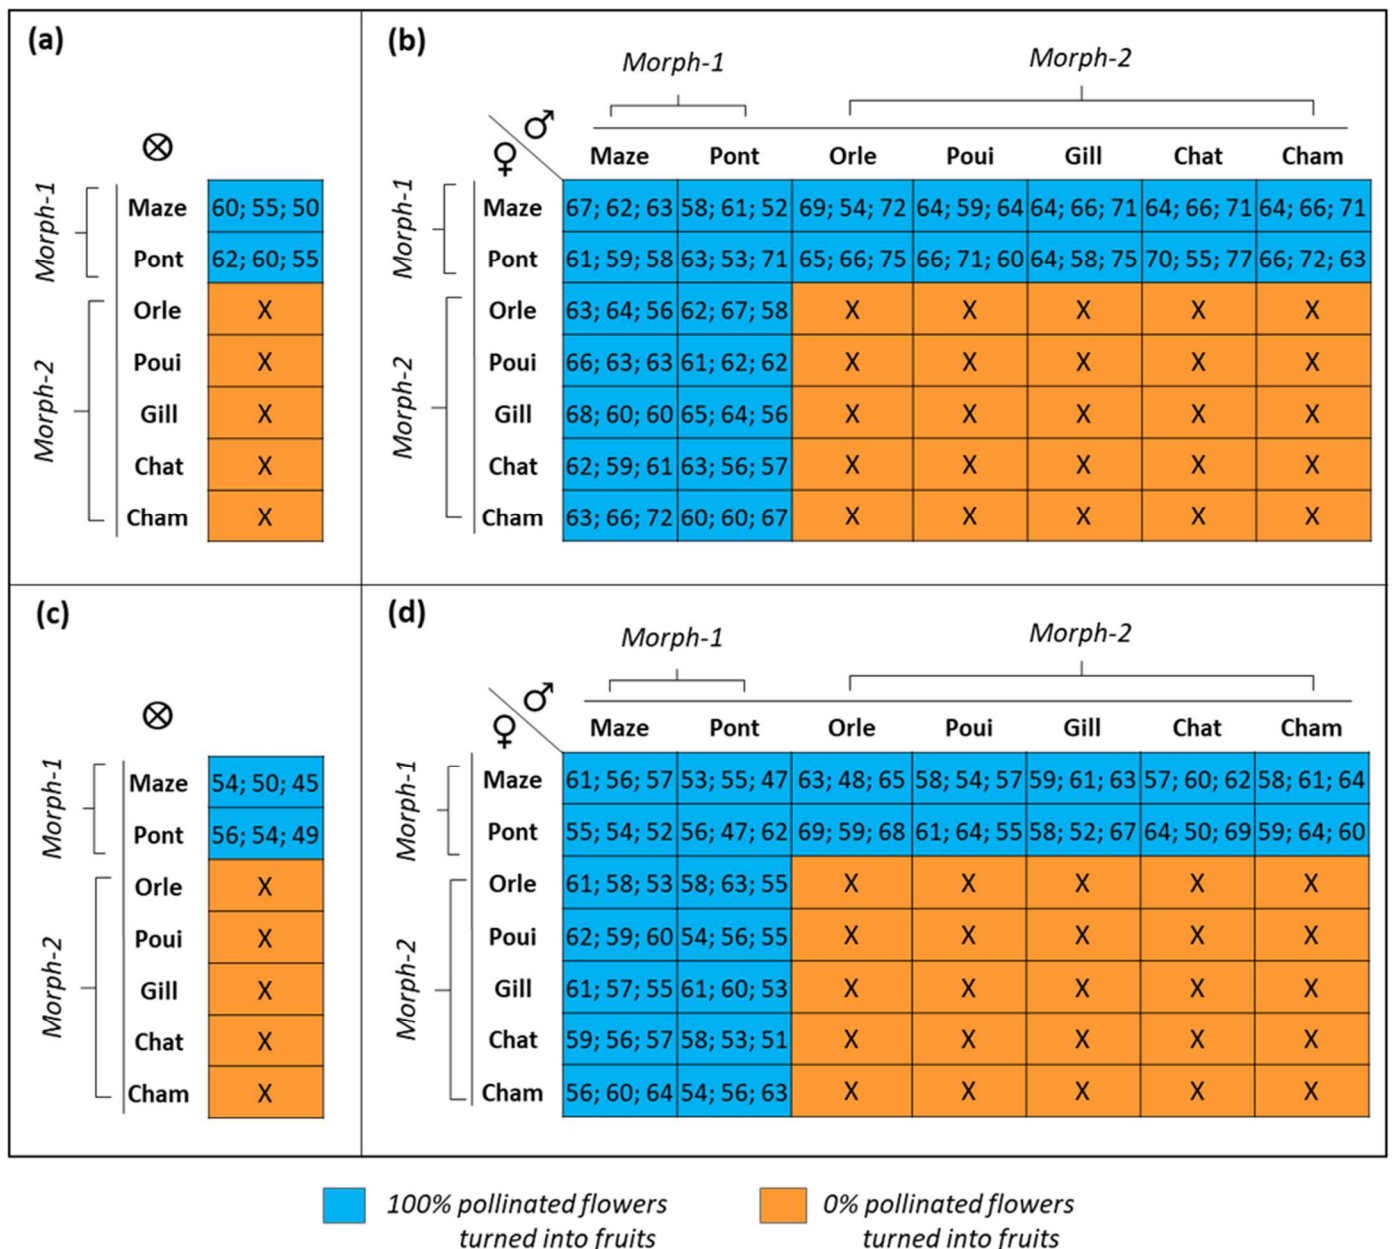 (a)
⊗
Morph-1
Maze 60; 55; 50
Pont 62; 60; 55
Morph-2
Orle X
Poui X
Gill X
Chat X
Cham X
(b)
Morph-1 Morph-2
♂
♀
Maze Pont Orle Poui Gill Chat Cham
Morph-1
Maze 67; 62; 63 58; 61; 52 69; 54; 72 64; 59; 64 64; 66; 71 64; 66; 71 64; 66; 71
Pont 61; 59; 58 63; 53; 71 65; 66; 75 66; 71; 60 64; 58; 75 70; 55; 77 66; 72; 63
Morph-2
Orle 63; 64; 56 62; 67; 58 X X X X X
Poui 66; 63; 63 61; 62; 62 X X X X X
Gill 68; 60; 60 65; 64; 56 X X X X X
Chat 62; 59; 61 63; 56; 57 X X X X X
Cham 63; 66; 72 60; 60; 67 X X X X X
(c)
⊗
Morph-1
Maze 54; 50; 45
Pont 56; 54; 49
Morph-2
Orle X
Poui X
Gill X
Chat X
Cham X
(d)
Morph-1 Morph-2
♂
♀
Maze Pont Orle Poui Gill Chat Cham
Morph-1
Maze 61; 56; 57 53; 55; 47 63; 48; 65 58; 54; 57 59; 61; 63 57; 60; 62 58; 61; 64
Pont 55; 54; 52 56; 47; 62 69; 59; 68 61; 64; 55 58; 52; 67 64; 50; 69 59; 64; 60
Morph-2
Orle 61; 58; 53 58; 63; 55 X X X X X
Poui 62; 59; 60 54; 56; 55 X X X X X
Gill 61; 57; 55 61; 60; 53 X X X X X
Chat 59; 56; 57 58; 53; 51 X X X X X
Cham 56; 60; 64 54; 56; 63 X X X X X
100% pollinated flowers
turned into fruits
0% pollinated flowers
turned into fruits